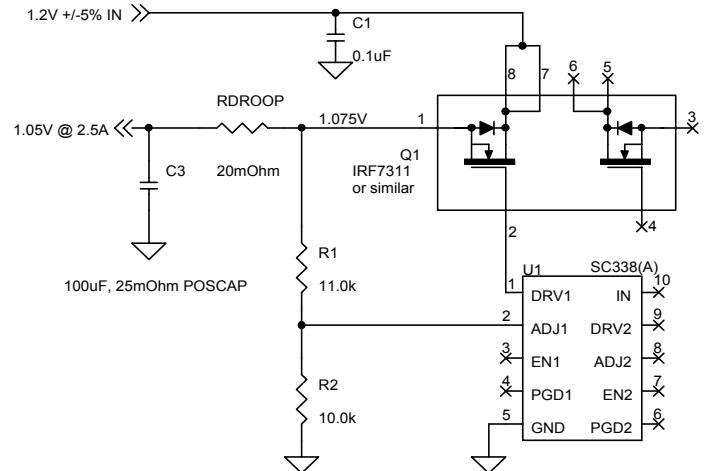 1.2V +/-5% IN
C1
0.1uF
8
7
6
5
RDROOP
1.05V @ 2.5A
1.075V
1
3
C3
20mOhm
Q1
IRF7311
or similar
4
2
R1
11.0k
100uF, 25mOhm POSCAP
U1
SC338(A)
1
DRV1
IN
10
2
ADJ1
DRV2
9
3
EN1
ADJ2
8
4
PGD1
EN2
7
5
GND
PGD2
6
R2
10.0k